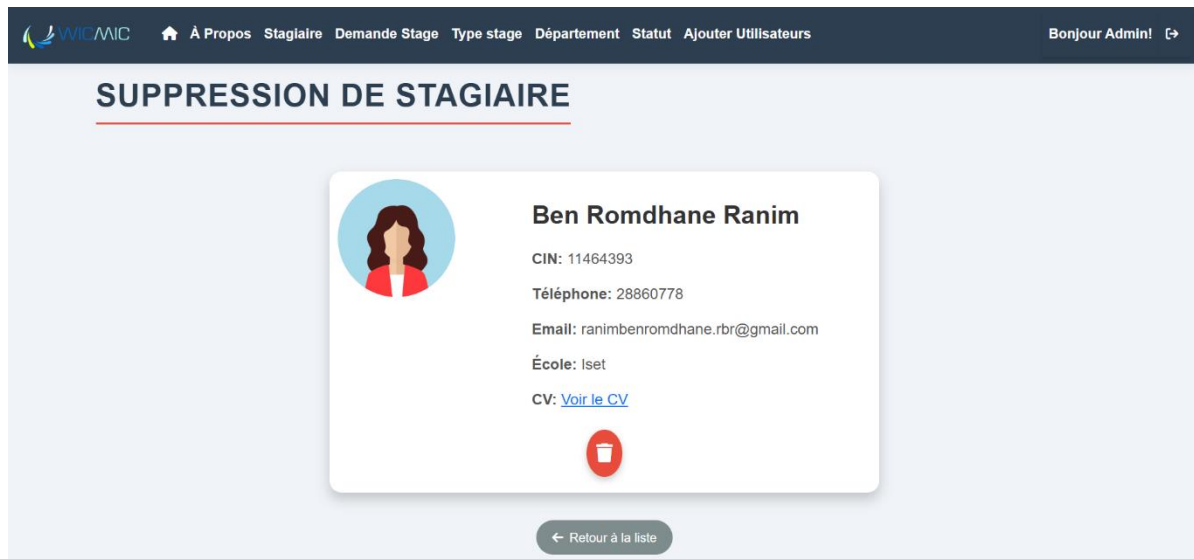 WICMIC À Propos Stagiaire Demande Stage Type stage Département Statut Ajouter Utilisateurs Bonjour Admin!
SUPPRESSION DE STAGIAIRE
Ben Romdhane Ranim
CIN: 11464393
Téléphone: 28860778
Email: ranimbenromdhane.rbr@gmail.com
École: Iset
CV: Voir le CV
← Retour à la liste